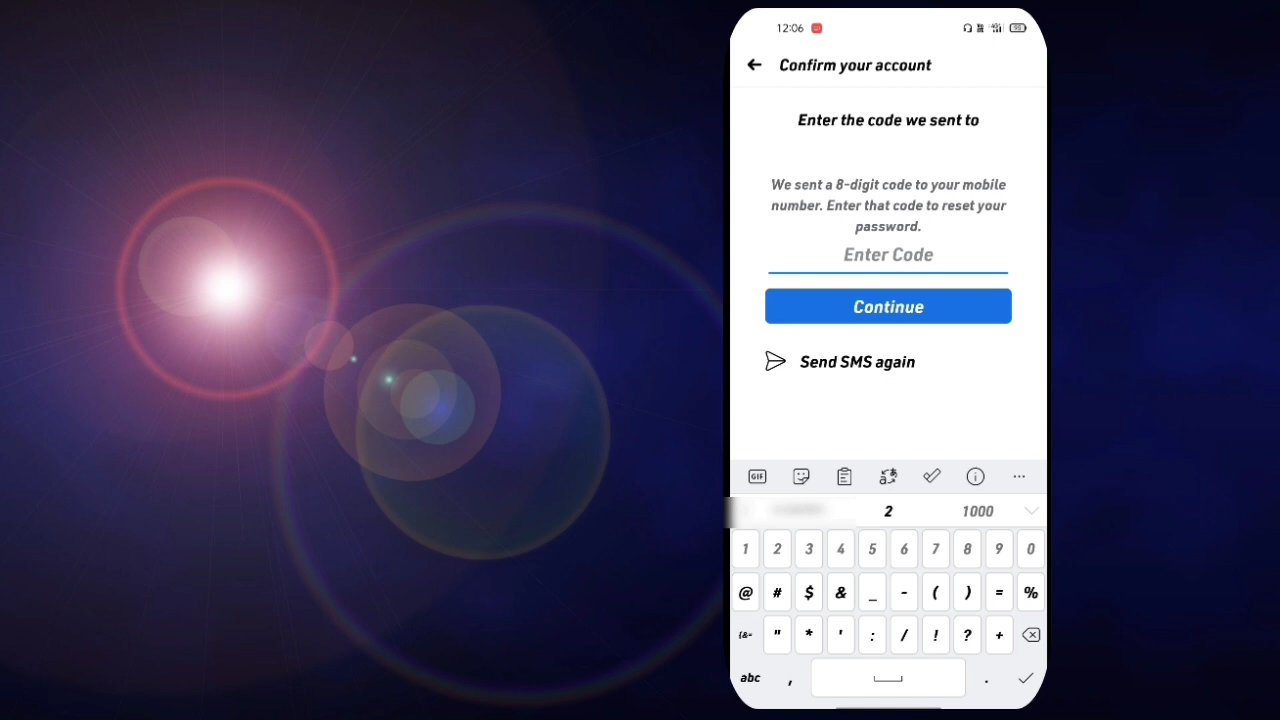 12:06
Confirm your account
Enter the code we sent to
We sent a 8-digit code to your mobile
number. Enter that code to reset your
password.
Enter Code
Continue
Send SMS again
GIF
2 1000
1 2 3 4 5 6 7 8 9 0
@ # $ & _ - ( ) = %
{&= " * ' : / ! ? +
abc , .